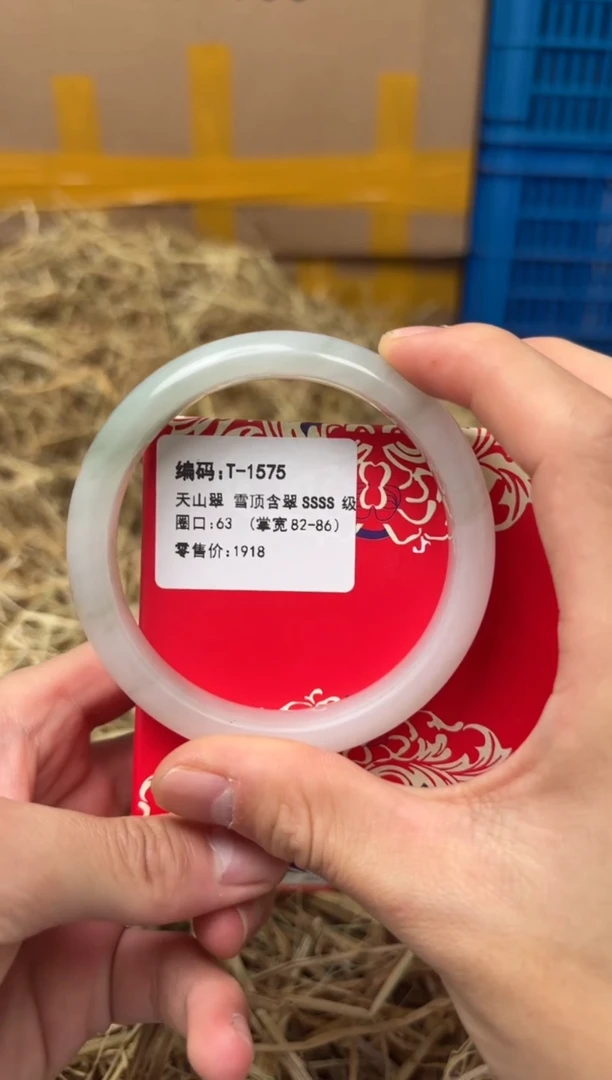 编码:T-1575
天山翠 雪顶含翠 SSSS 级
圈口:63 (掌宽 82-86)
零售价:1918